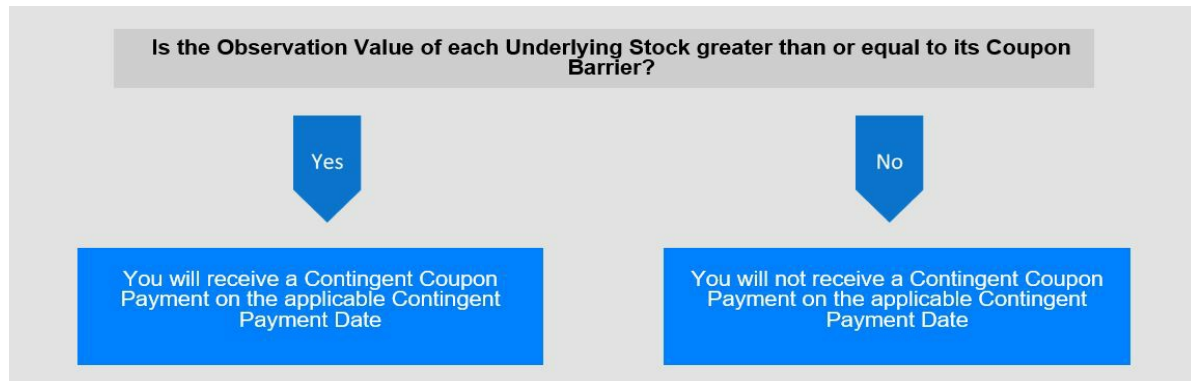 Is the Observation Value of each Underlying Stock greater than or equal to its Coupon
Barrier?
Yes
No
You will receive a Contingent Coupon
Payment on the applicable Contingent
Payment Date
You will not receive a Contingent Coupon
Payment on the applicable Contingent
Payment Date